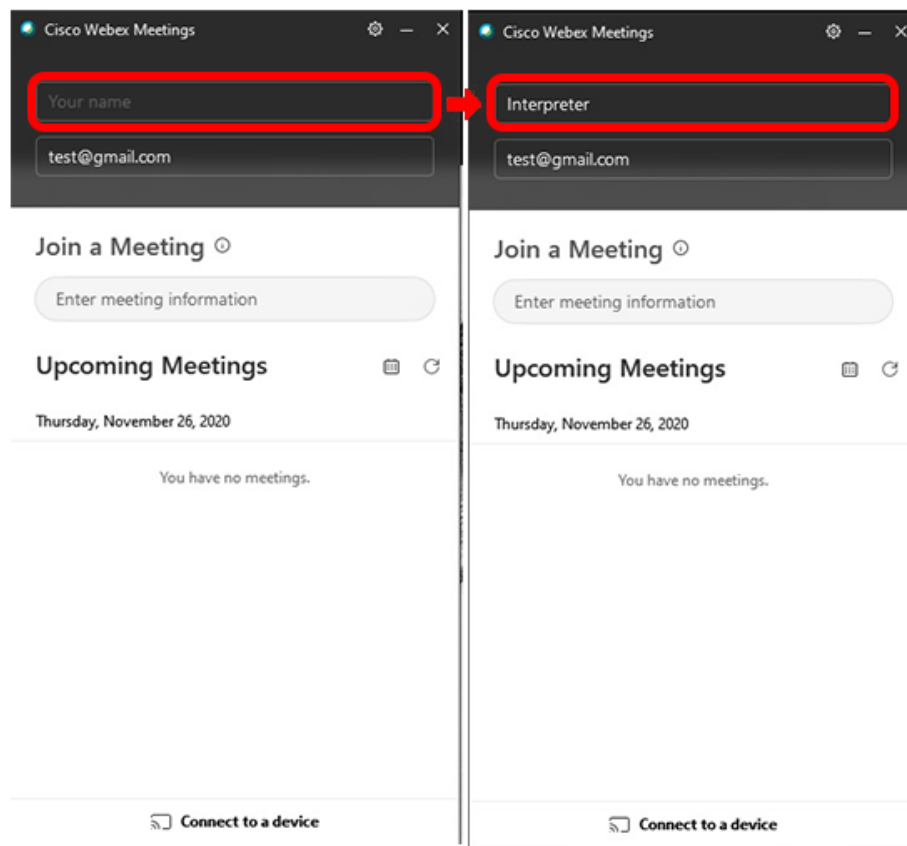 Cisco Webex Meetings
Your name
test@gmail.com
Join a Meeting
Enter meeting information
Upcoming Meetings
Thursday, November 26, 2020
You have no meetings.
Connect to a device
Cisco Webex Meetings
Interpreter
test@gmail.com
Join a Meeting
Enter meeting information
Upcoming Meetings
Thursday, November 26, 2020
You have no meetings.
Connect to a device